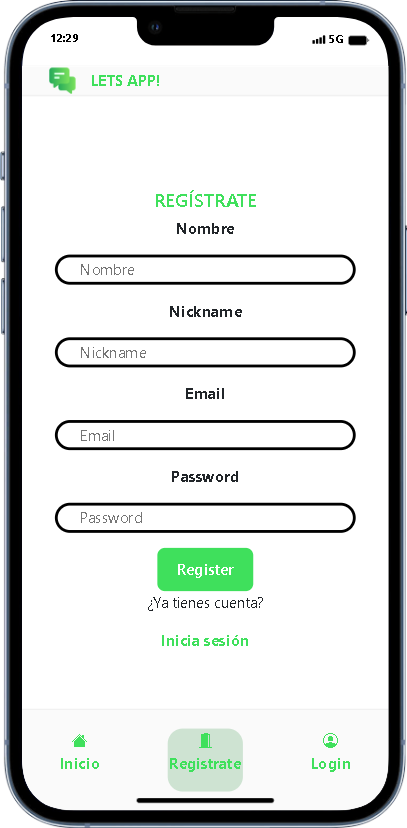 12:29
5G
LETS APP!
REGÍSTRATE
Nombre
Nombre
Nickname
Nickname
Email
Email
Password
Password
Register
¿Ya tienes cuenta?
Inicia sesión
Inicio
Registrate
Login